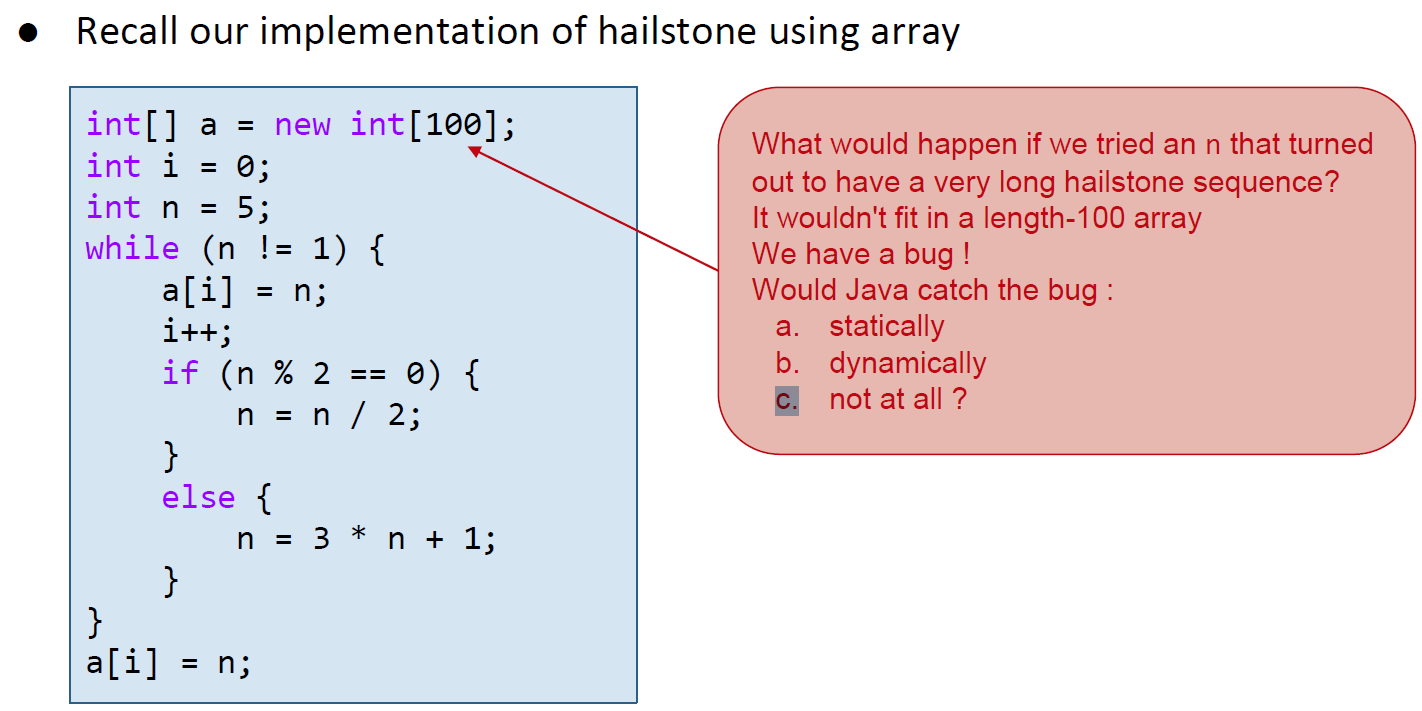 ● Recall our implementation of hailstone using array
int[] a = new int[100];
int i = 0;
int n = 5;
while (n != 1) {
    a[i] = n;
    i++;
    if (n % 2 == 0) {
        n = n / 2;
    }
    else {
        n = 3 * n + 1;
    }
}
a[i] = n;
What would happen if we tried an n that turned
out to have a very long hailstone sequence?
It wouldn't fit in a length-100 array
We have a bug !
Would Java catch the bug :
a. statically
b. dynamically
c. not at all ?